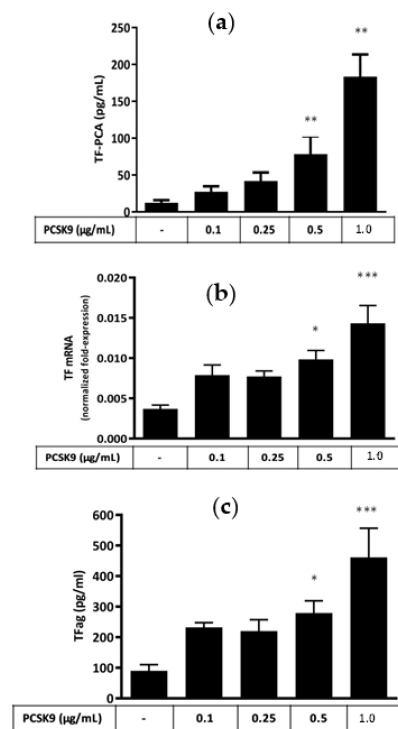 (a)
**
250
200
150
100
50
0
TF-PCA (pg/mL)
**
PCSK9 (µg/mL) - 0.1 0.25 0.5 1.0
(b)
***
0.020
0.015
0.010
0.005
0.000
TF mRNA
(normalized fold-expression)
*
PCSK9 (µg/mL) - 0.1 0.25 0.5 1.0
(c)
***
600
500
400
300
200
100
0
TFag (pg/ml)
*
PCSK9 (µg/mL) - 0.1 0.25 0.5 1.0